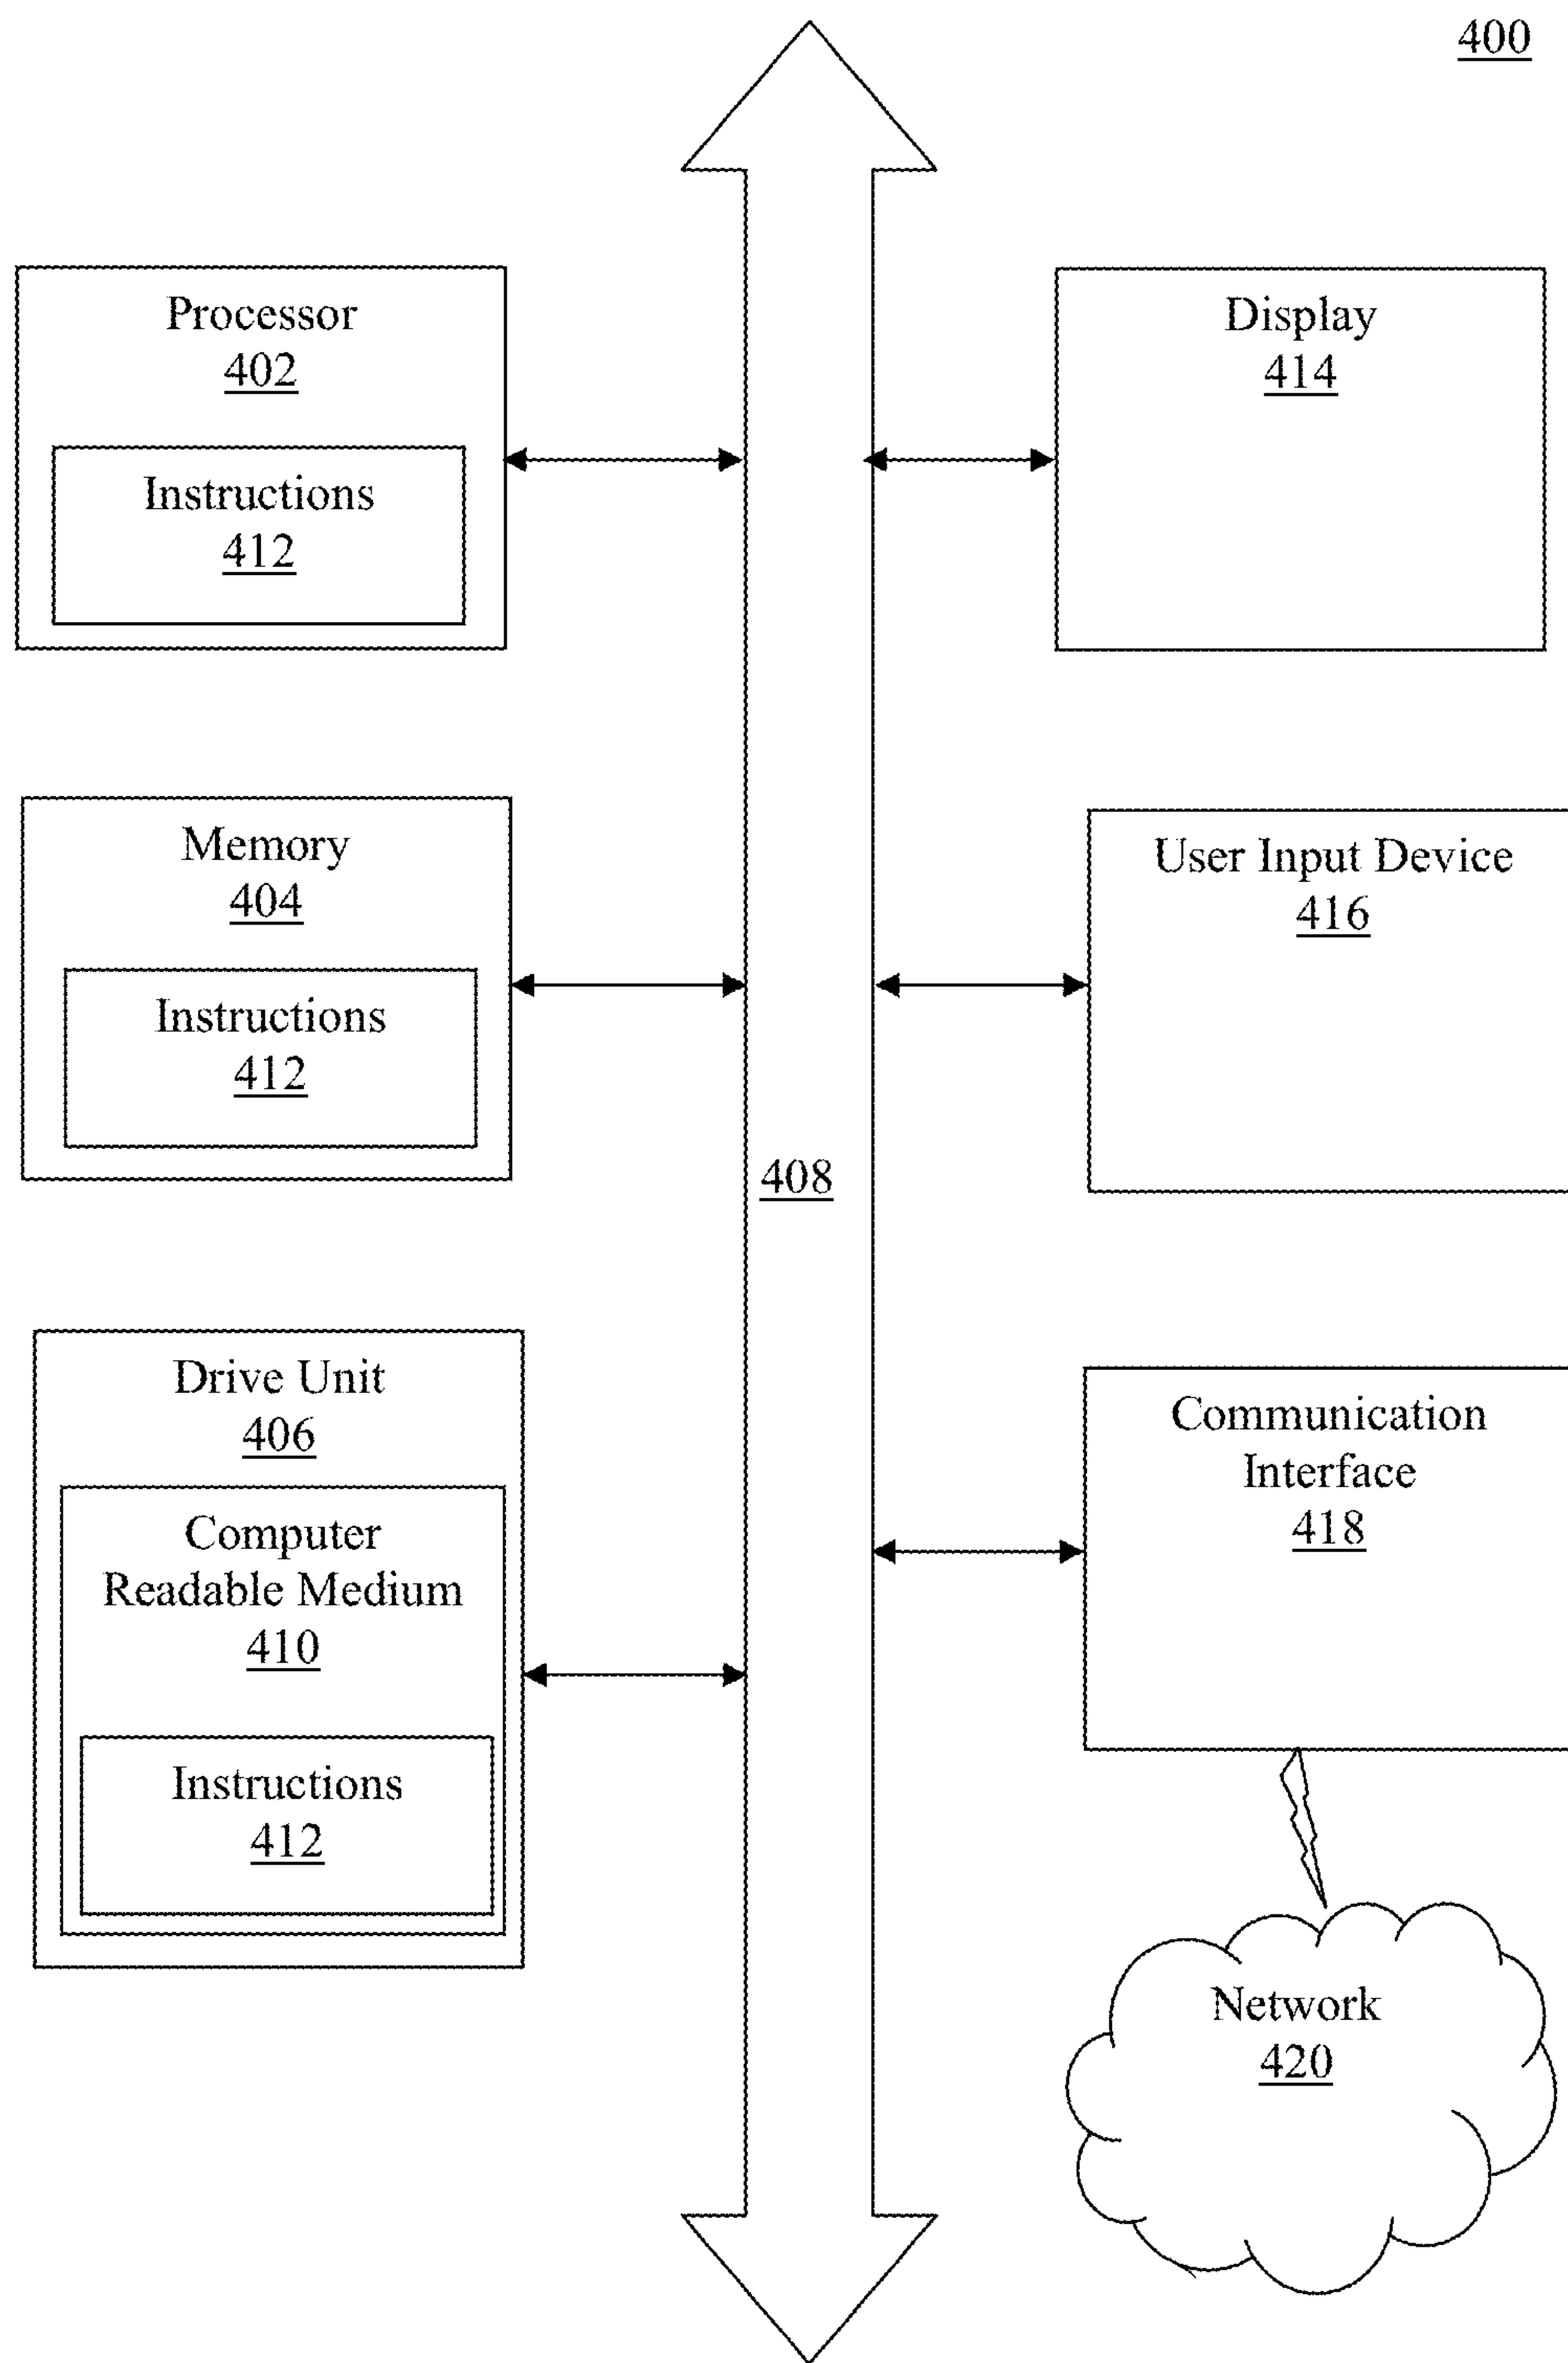 400
Processor
402
Instructions
412
Display
414
Memory
404
Instructions
412
User Input Device
416
408
Drive Unit
406
Computer
Readable Medium
410
Instructions
412
Communication
Interface
418
Network
420